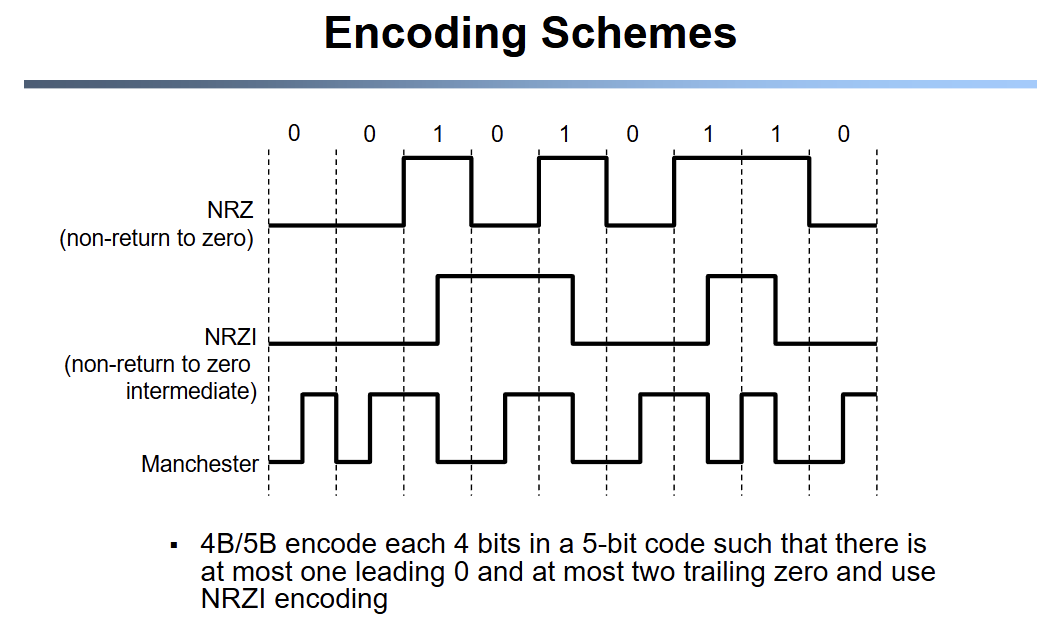 Encoding Schemes
0 0 1 0 1 0 1 1 0
NRZ
(non-return to zero)
NRZI
(non-return to zero
intermediate)
Manchester
▪ 4B/5B encode each 4 bits in a 5-bit code such that there is
at most one leading 0 and at most two trailing zero and use
NRZI encoding